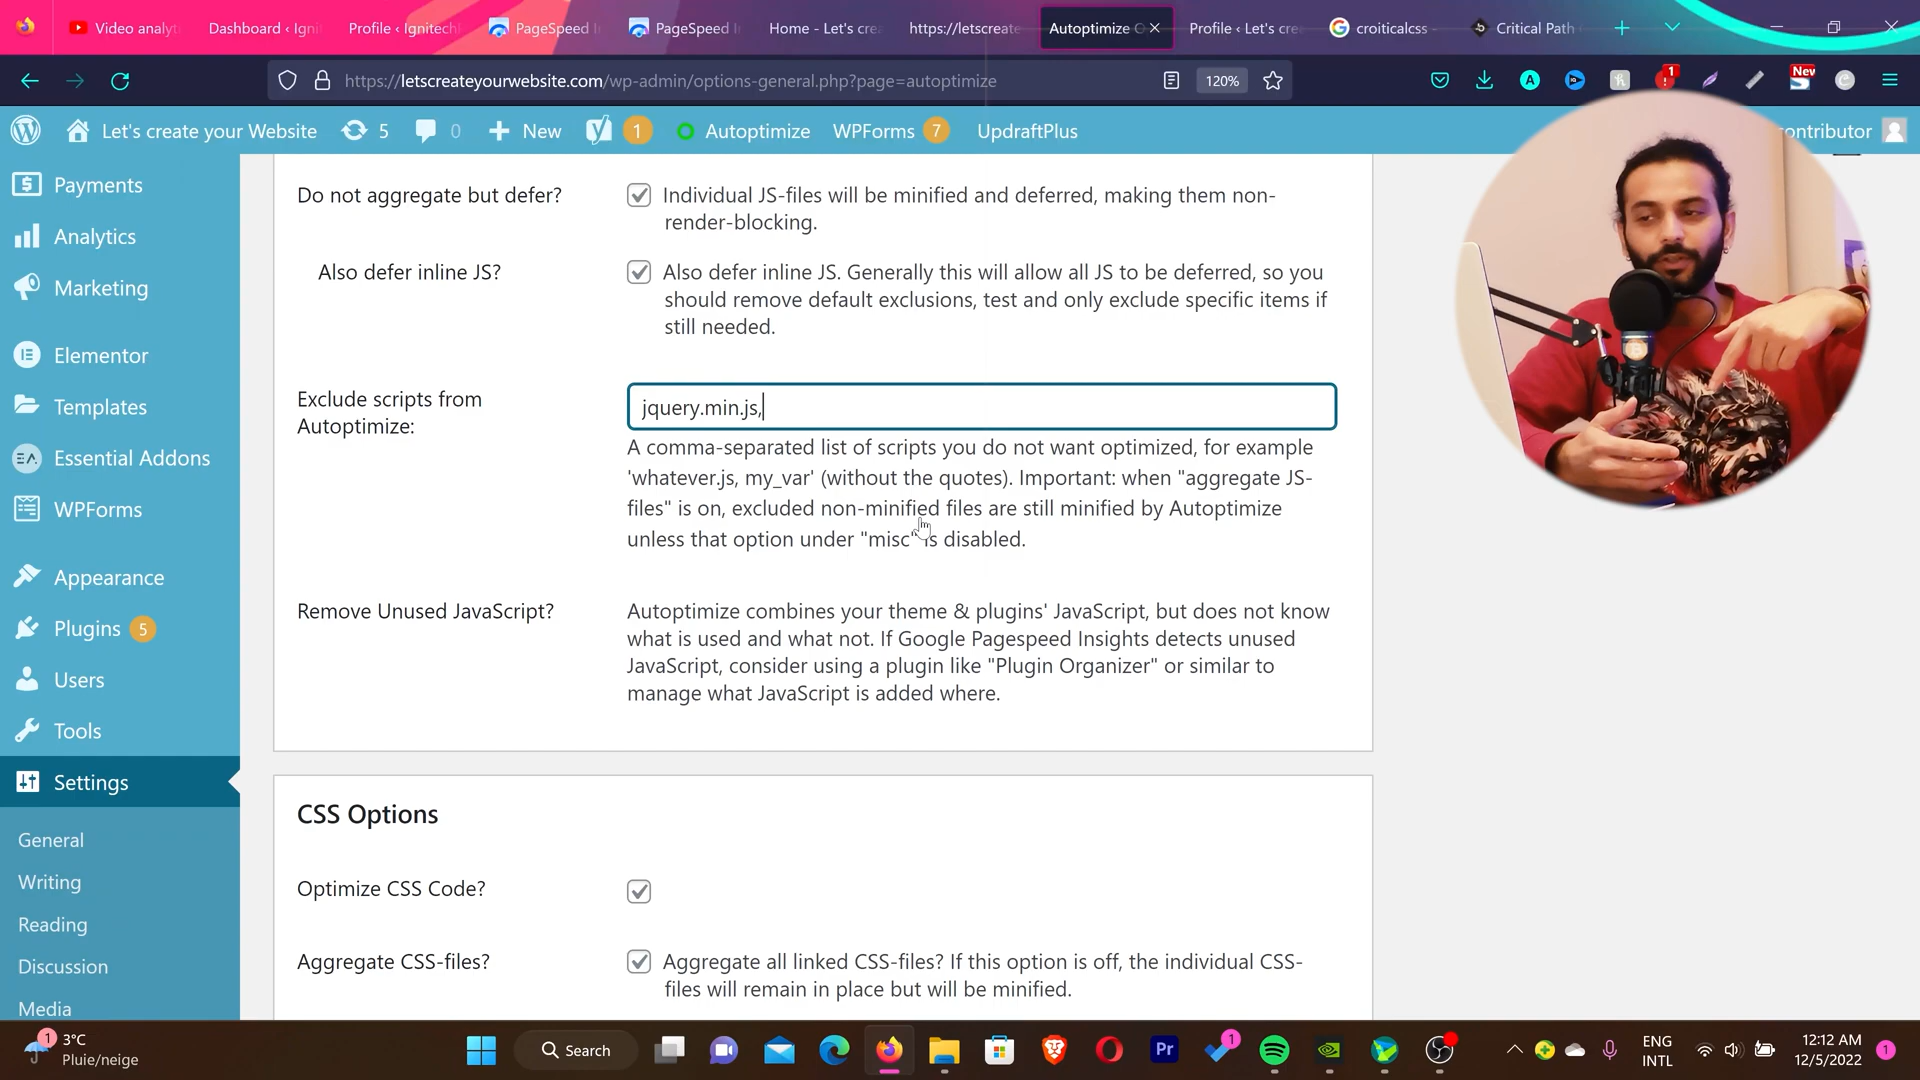 Video analyt
Dashboard ‹ Igni
Profile ‹ Ignitechl
PageSpeed I
PageSpeed I
Home - Let's cre
https://letscreate
Autoptimize O
Profile ‹ Let's cre
croiticalcss -
Critical Path
https://letscreateyourwebsite.com/wp-admin/options-general.php?page=autoptimize
120%
1
New
Let's create your Website
5
0
New
1
Autoptimize
WPForms 7
UpdraftPlus
ontributor
Payments
Analytics
Marketing
Elementor
Templates
Essential Addons
WPForms
Appearance
Plugins 5
Users
Tools
Settings
General
Writing
Reading
Discussion
Media
Do not aggregate but defer?
Individual JS-files will be minified and deferred, making them non-
render-blocking.
Also defer inline JS?
Also defer inline JS. Generally this will allow all JS to be deferred, so you
should remove default exclusions, test and only exclude specific items if
still needed.
Exclude scripts from
Autoptimize:
jquery.min.js,
A comma-separated list of scripts you do not want optimized, for example
'whatever.js, my_var' (without the quotes). Important: when "aggregate JS-
files" is on, excluded non-minified files are still minified by Autoptimize
unless that option under "misc" is disabled.
Remove Unused JavaScript?
Autoptimize combines your theme & plugins' JavaScript, but does not know
what is used and what not. If Google Pagespeed Insights detects unused
JavaScript, consider using a plugin like "Plugin Organizer" or similar to
manage what JavaScript is added where.
CSS Options
Optimize CSS Code?
Aggregate CSS-files?
Aggregate all linked CSS-files? If this option is off, the individual CSS-
files will remain in place but will be minified.
1
3°C
Pluie/neige
Search
Pr
1
ENG
INTL
12:12 AM
12/5/2022
1